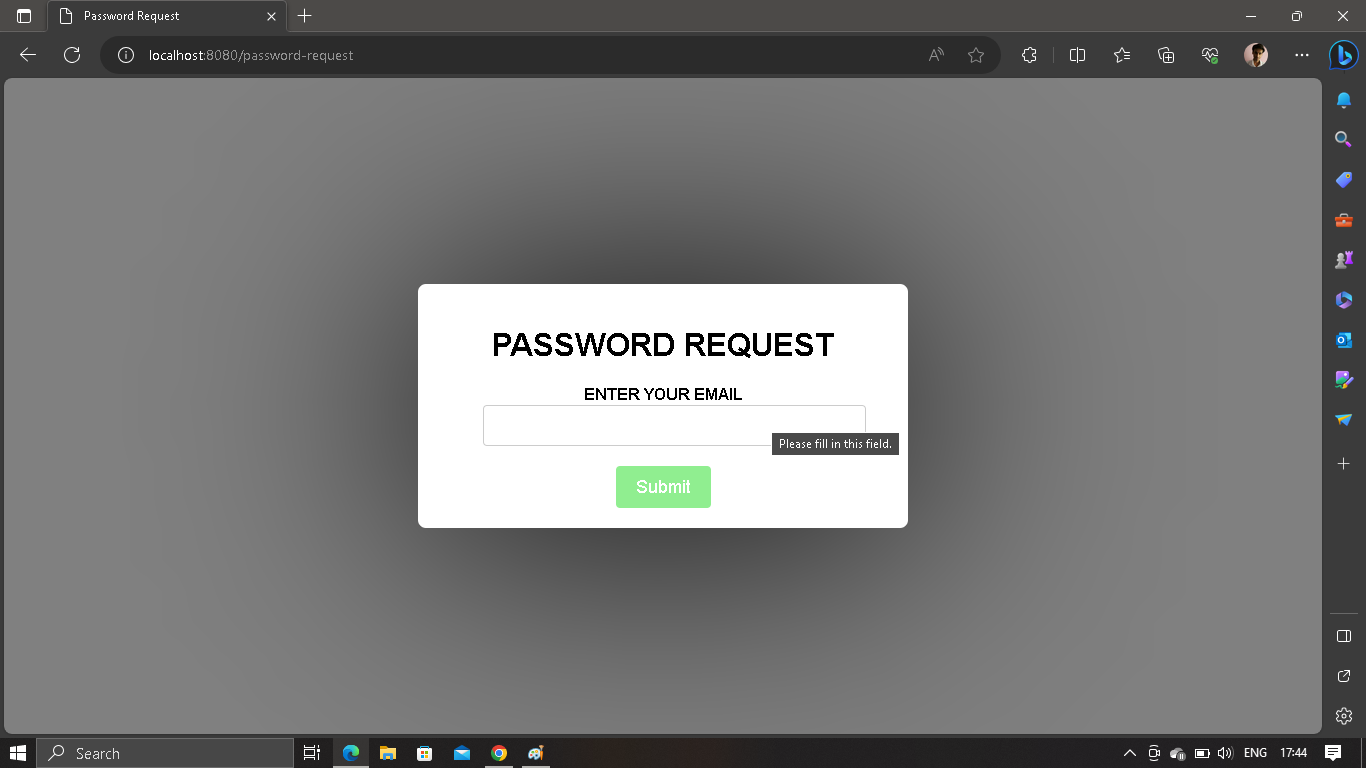 Password Request
localhost:8080/password-request
PASSWORD REQUEST
ENTER YOUR EMAIL
Please fill in this field.
Submit
Search
ENG
17:44